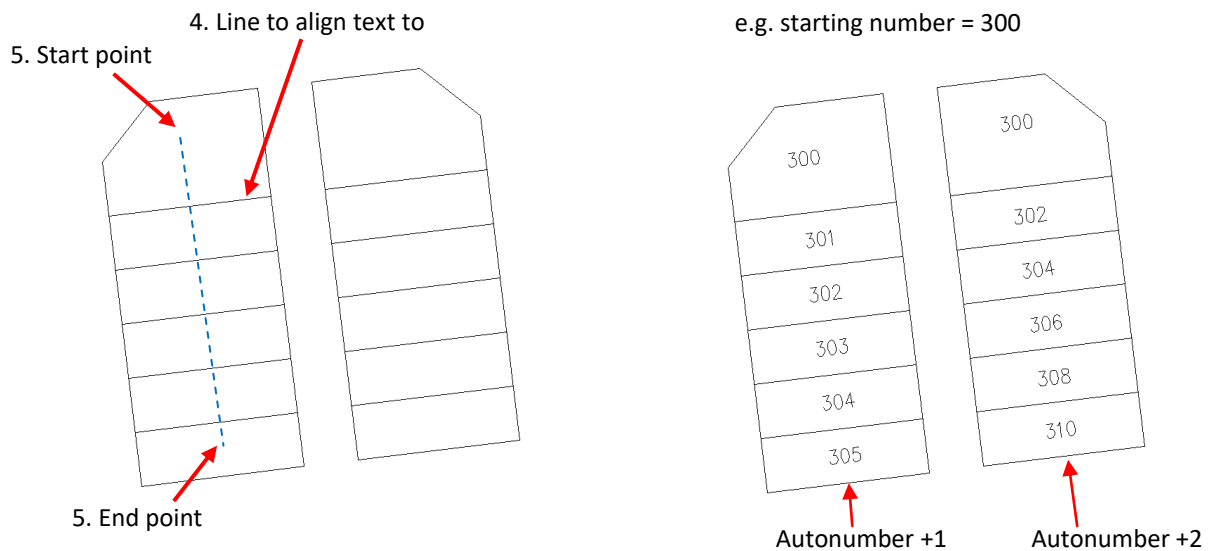 4. Line to align text to
5. Start point
5. End point
e.g. starting number = 300
300
301
302
303
304
305
300
302
304
306
308
310
Autonumber +1
Autonumber +2